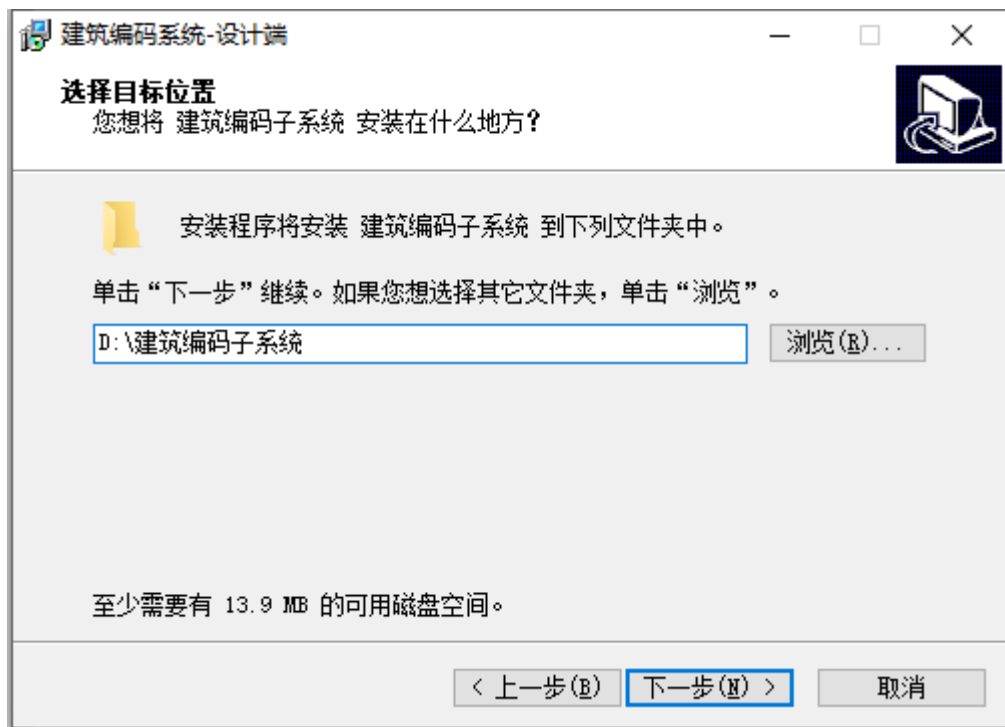 建筑编码系统-设计端
选择目标位置
您想将 建筑编码子系统 安装在什么地方？
安装程序将安装 建筑编码子系统 到下列文件夹中。
单击“下一步”继续。如果您想选择其它文件夹，单击“浏览”。
D:\建筑编码子系统
浏览(R)...
至少需要有 13.9 MB 的可用磁盘空间。
< 上一步(B)
下一步(N) >
取消